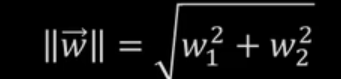 ‖w⃗‖ = √(w₁² + w₂²)